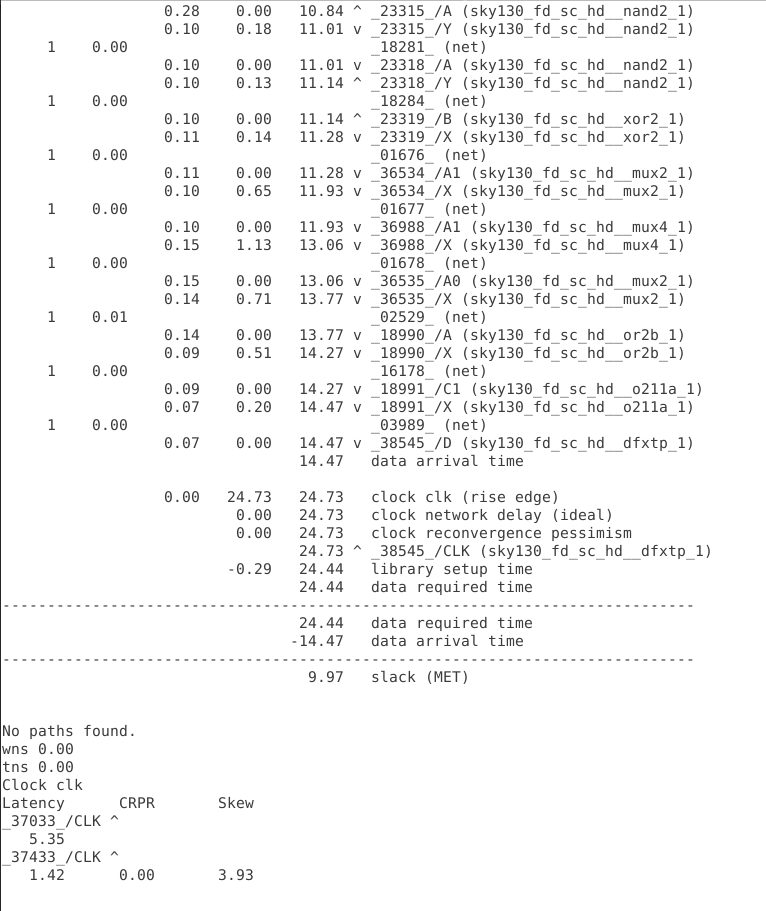 0.28 0.00 10.84 ^ _23315_/A (sky130_fd_sc_hd__nand2_1)
0.10 0.18 11.01 v _23315_/Y (sky130_fd_sc_hd__nand2_1)
1 0.00 _18281_ (net)
0.10 0.00 11.01 v _23318_/A (sky130_fd_sc_hd__nand2_1)
0.10 0.13 11.14 ^ _23318_/Y (sky130_fd_sc_hd__nand2_1)
1 0.00 _18284_ (net)
0.10 0.00 11.14 ^ _23319_/B (sky130_fd_sc_hd__xor2_1)
0.11 0.14 11.28 v _23319_/X (sky130_fd_sc_hd__xor2_1)
1 0.00 _01676_ (net)
0.11 0.00 11.28 v _36534_/A1 (sky130_fd_sc_hd__mux2_1)
0.10 0.65 11.93 v _36534_/X (sky130_fd_sc_hd__mux2_1)
1 0.00 _01677_ (net)
0.10 0.00 11.93 v _36988_/A1 (sky130_fd_sc_hd__mux4_1)
0.15 1.13 13.06 v _36988_/X (sky130_fd_sc_hd__mux4_1)
1 0.00 _01678_ (net)
0.15 0.00 13.06 v _36535_/A0 (sky130_fd_sc_hd__mux2_1)
0.14 0.71 13.77 v _36535_/X (sky130_fd_sc_hd__mux2_1)
1 0.01 _02529_ (net)
0.14 0.00 13.77 v _18990_/A (sky130_fd_sc_hd__or2b_1)
0.09 0.51 14.27 v _18990_/X (sky130_fd_sc_hd__or2b_1)
1 0.00 _16178_ (net)
0.09 0.00 14.27 v _18991_/C1 (sky130_fd_sc_hd__o211a_1)
0.07 0.20 14.47 v _18991_/X (sky130_fd_sc_hd__o211a_1)
1 0.00 _03989_ (net)
0.07 0.00 14.47 v _38545_/D (sky130_fd_sc_hd__dfxtp_1)
14.47 data arrival time
0.00 24.73 24.73 clock clk (rise edge)
0.00 24.73 clock network delay (ideal)
0.00 24.73 clock reconvergence pessimism
24.73 ^ _38545_/CLK (sky130_fd_sc_hd__dfxtp_1)
-0.29 24.44 library setup time
24.44 data required time
-----------------------------------------------------------------------------
24.44 data required time
-14.47 data arrival time
-----------------------------------------------------------------------------
9.97 slack (MET)
No paths found.
wns 0.00
tns 0.00
Clock clk
Latency CRPR Skew
_37033_/CLK ^
5.35
_37433_/CLK ^
1.42 0.00 3.93